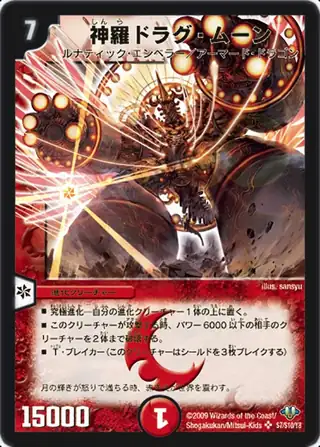 7
神羅ドラグ・ムーン
しん ら
ルナティック・エンペラー／アーマード・ドラゴン
illus. sansyu
進化クリーチャー
■ 究極進化−自分の進化クリーチャー1体の上に置く。
■ このクリーチャーが攻撃する時、パワー6000以下の相手のク
リーチャーを2体まで破壊する。
■ T・ブレイカー（このクリーチャーはシールドを3枚ブレイクする）
月の輝きが怒りで満ちる時、
世界を震わす。
15000
1
©2009 Wizards of the Coast/
Shogakukan/Mitsui-Kids S7/S10/Y8